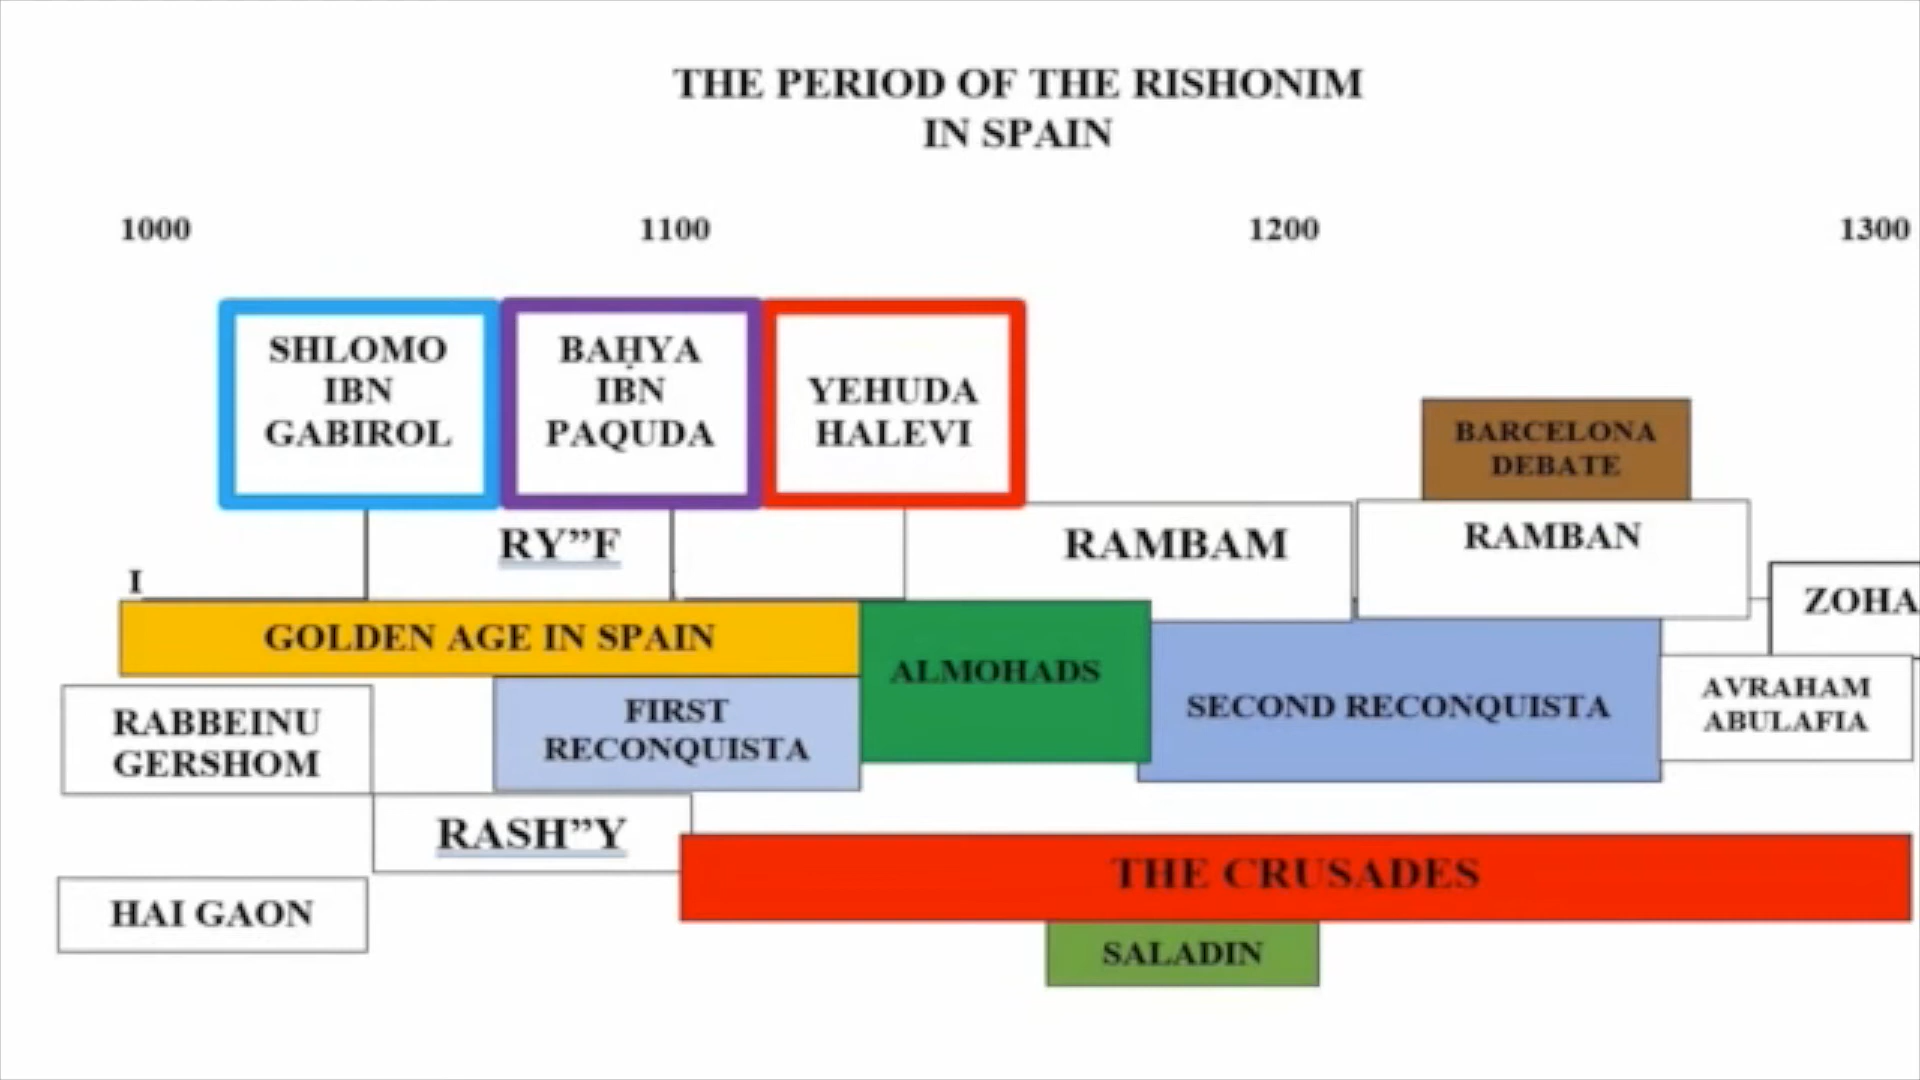 THE PERIOD OF THE RISHONIM
IN SPAIN
1000 1100 1200 1300
SHLOMO
IBN
GABIROL
BAḤYA
IBN
PAQUDA
YEHUDA
HALEVI
BARCELONA
DEBATE
RY”F
RAMBAM
RAMBAN
I
ZOHA
GOLDEN AGE IN SPAIN
ALMOHADS
SECOND RECONQUISTA
AVRAHAM
ABULAFIA
RABBEINU
GERSHOM
FIRST
RECONQUISTA
RASH”Y
THE CRUSADES
HAI GAON
SALADIN